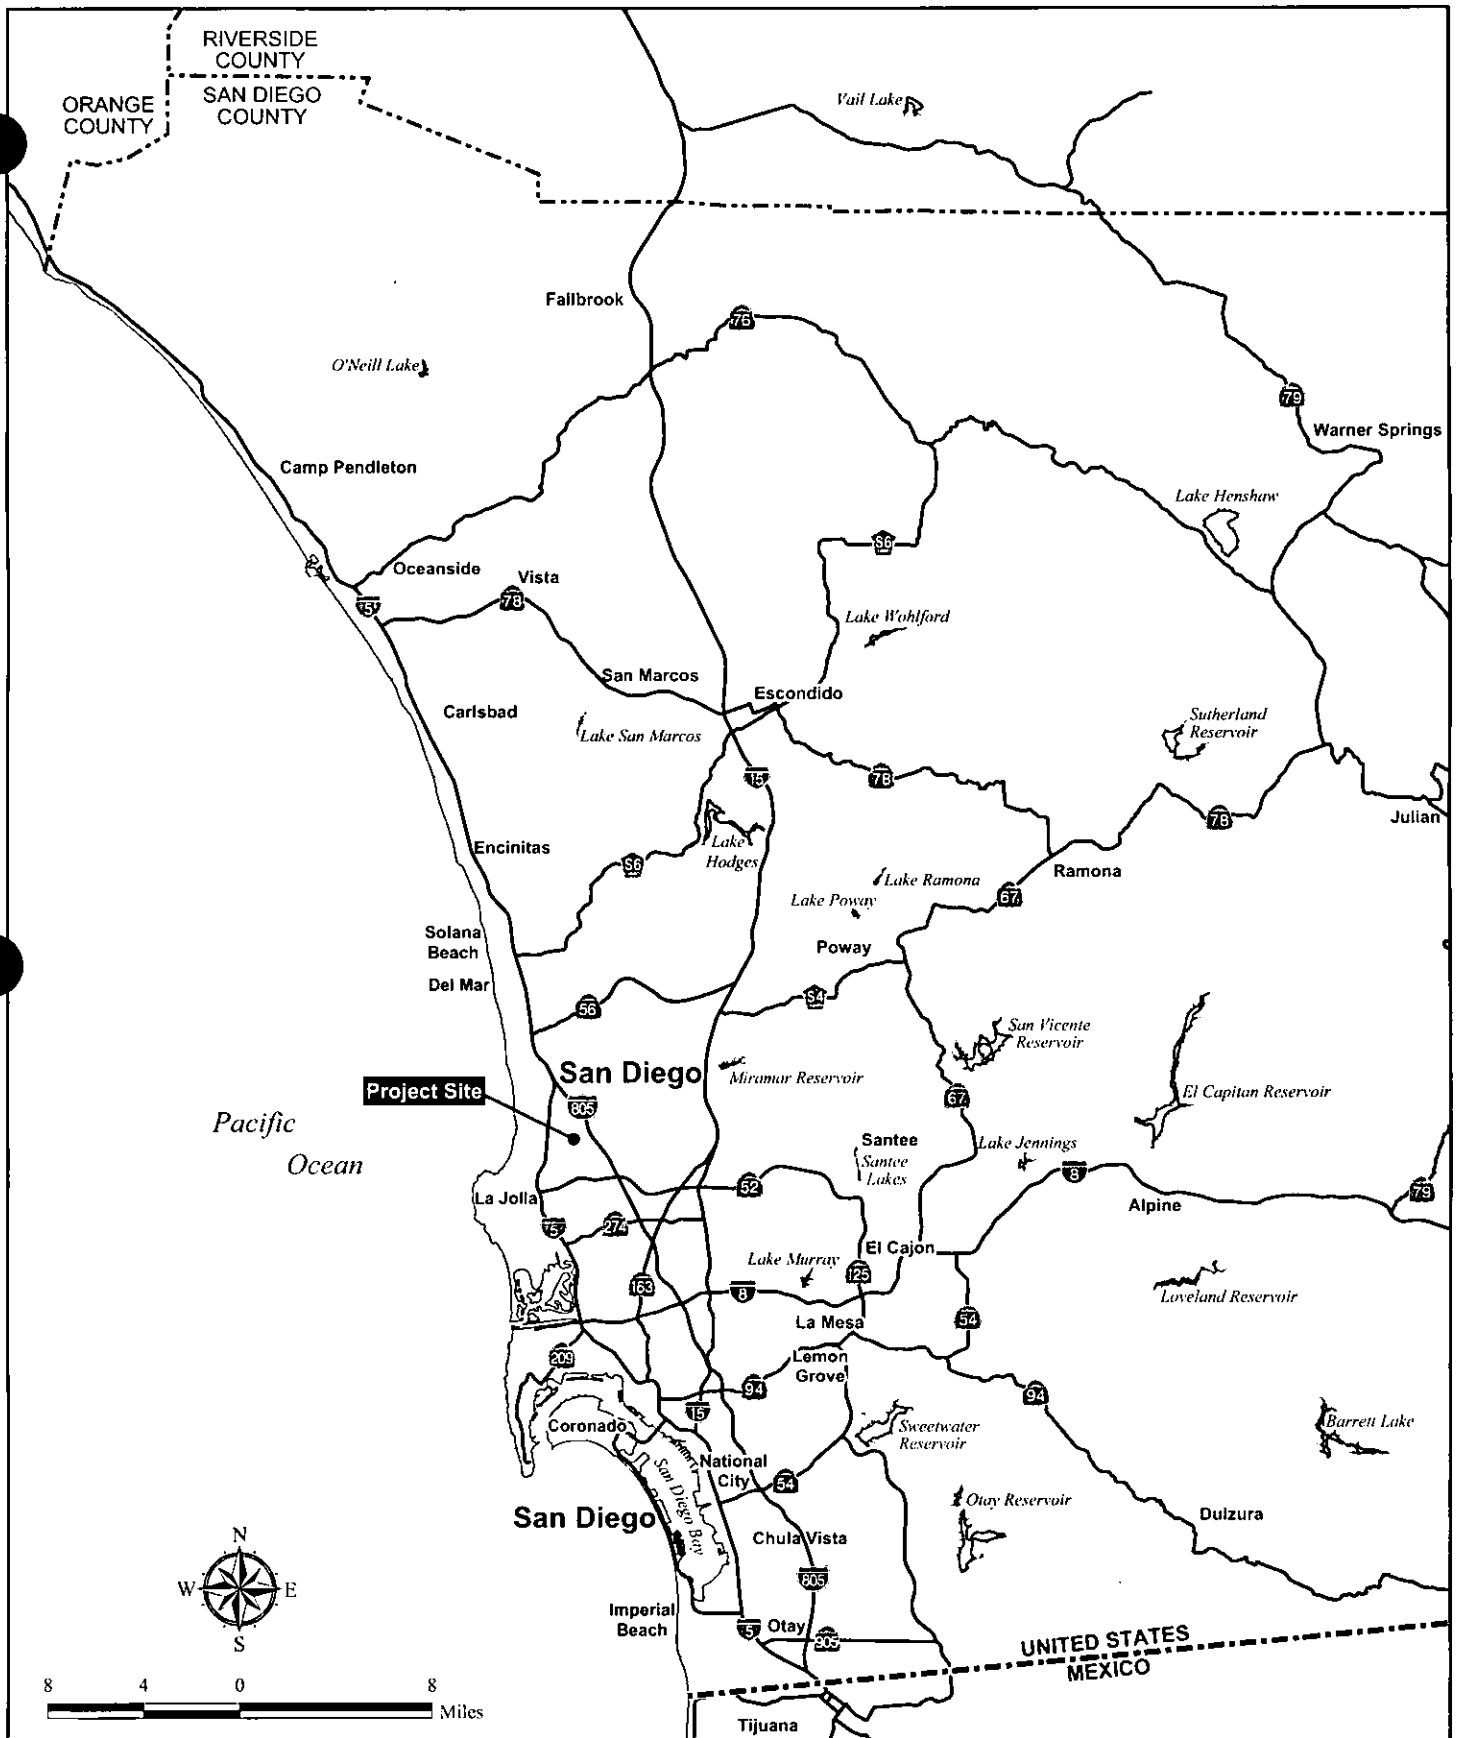 RIVERSIDE
COUNTY
ORANGE
COUNTY
SAN DIEGO
COUNTY
Vail Lake
Fallbrook
76
O'Neill Lake
79
Warner Springs
Camp Pendleton
Lake Henshaw
S6
Oceanside
Vista
78
5
Lake Wohlford
San Marcos
Escondido
Carlsbad
Lake San Marcos
Sutherland
Reservoir
15
78
78
Julian
Encinitas
Lake
Hodges
S6
Ramona
Lake Ramona
67
Lake Poway
Solana
Beach
Poway
Del Mar
56
S4
San Vicente
Reservoir
San Diego
Miramar Reservoir
El Capitan Reservoir
Project Site
805
67
Pacific
Ocean
Santee
Santee
Lakes
Lake Jennings
8
La Jolla
52
79
Alpine
5
274
El Cajon
Lake Murray
125
163
8
Loveland Reservoir
La Mesa
54
209
Lemon
Grove
94
94
15
Coronado
Sweetwater
Reservoir
Barrett Lake
National
City
San Diego Bay
54
Otay Reservoir
San Diego
Dulzura
Chula Vista
N
W
E
S
805
Imperial
Beach
5
Otay
905
UNITED STATES
MEXICO
8
4
0
8
Miles
Tijuana